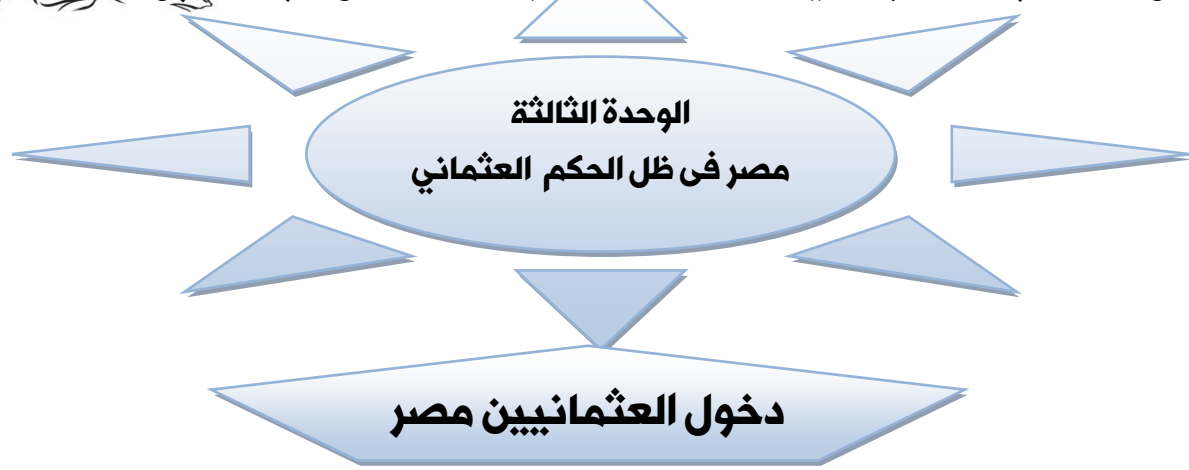 الوحدة الثالثة
مصر فى ظل الحكم العثماني
دخول العثمانيين مصر